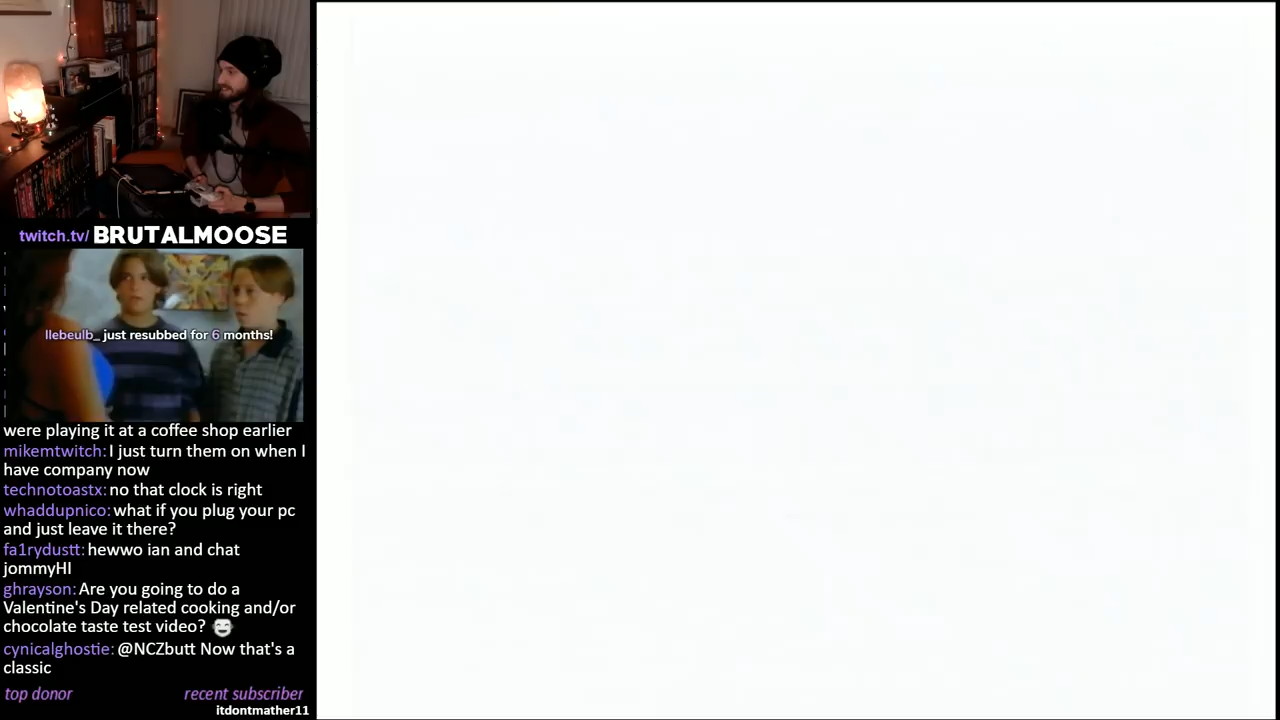 twitch.tv/ BRUTALMOOSE
llebeulb_ just resubbed for 6 months!
were playing it at a coffee shop earlier
mikemtwitch: I just turn them on when I
have company now
technotoastx: no that clock is right
whaddupnico: what if you plug your pc
and just leave it there?
fa1rydustt: hewwo ian and chat
jommyHI
ghrayson: Are you going to do a
Valentine's Day related cooking and/or
chocolate taste test video?
cynicalghostie: @NCZbutt Now that's a
classic
top donor recent subscriber
itdontmather11